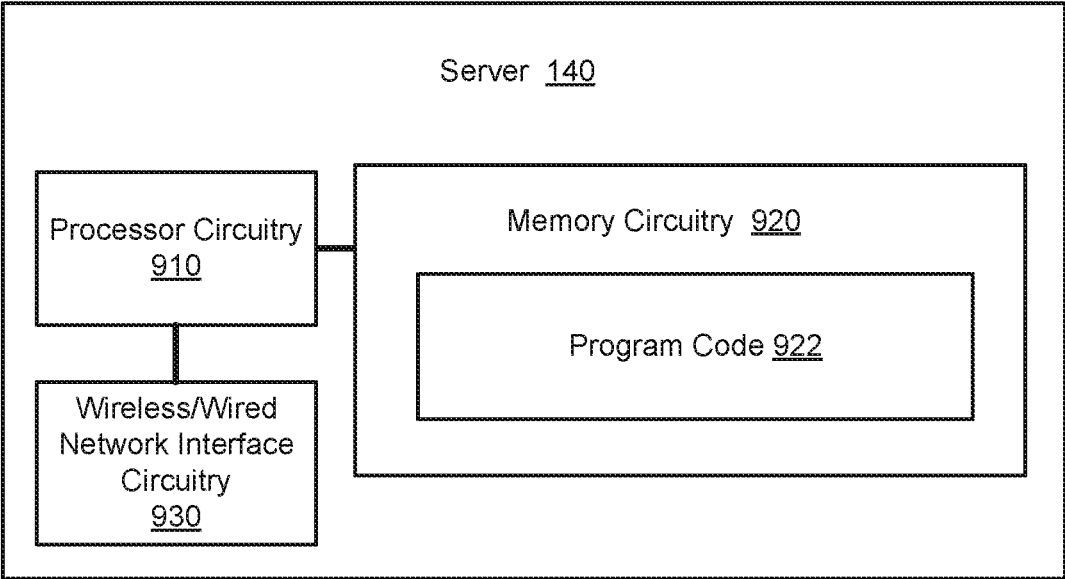 Server 140
Processor Circuitry
910
Memory Circuitry 920
Program Code 922
Wireless/Wired
Network Interface
Circuitry
930